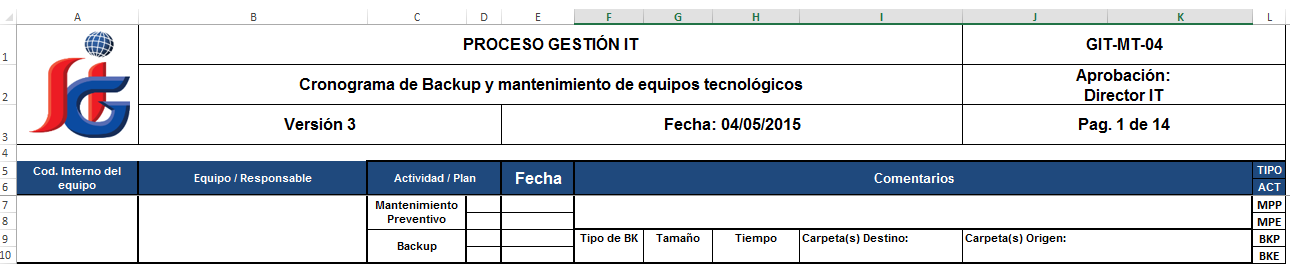 A B C D E F G H I J K L
1 PROCESO GESTIÓN IT GIT-MT-04
2 Cronograma de Backup y mantenimiento de equipos tecnológicos Aprobación:
Director IT
3 Versión 3 Fecha: 04/05/2015 Pag. 1 de 14
4
5 Cod. Interno del equipo Equipo / Responsable Actividad / Plan Fecha Comentarios TIPO
6 ACT
7 Mantenimiento Preventivo MPP
8 MPE
9 Backup Tipo de BK Tamaño Tiempo Carpeta(s) Destino: Carpeta(s) Origen: BKP
10 BKE